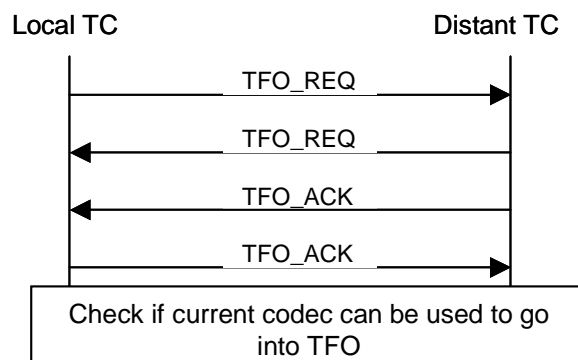 Local TC
Distant TC
TFO_REQ
TFO_REQ
TFO_ACK
TFO_ACK
Check if current codec can be used to go
into TFO